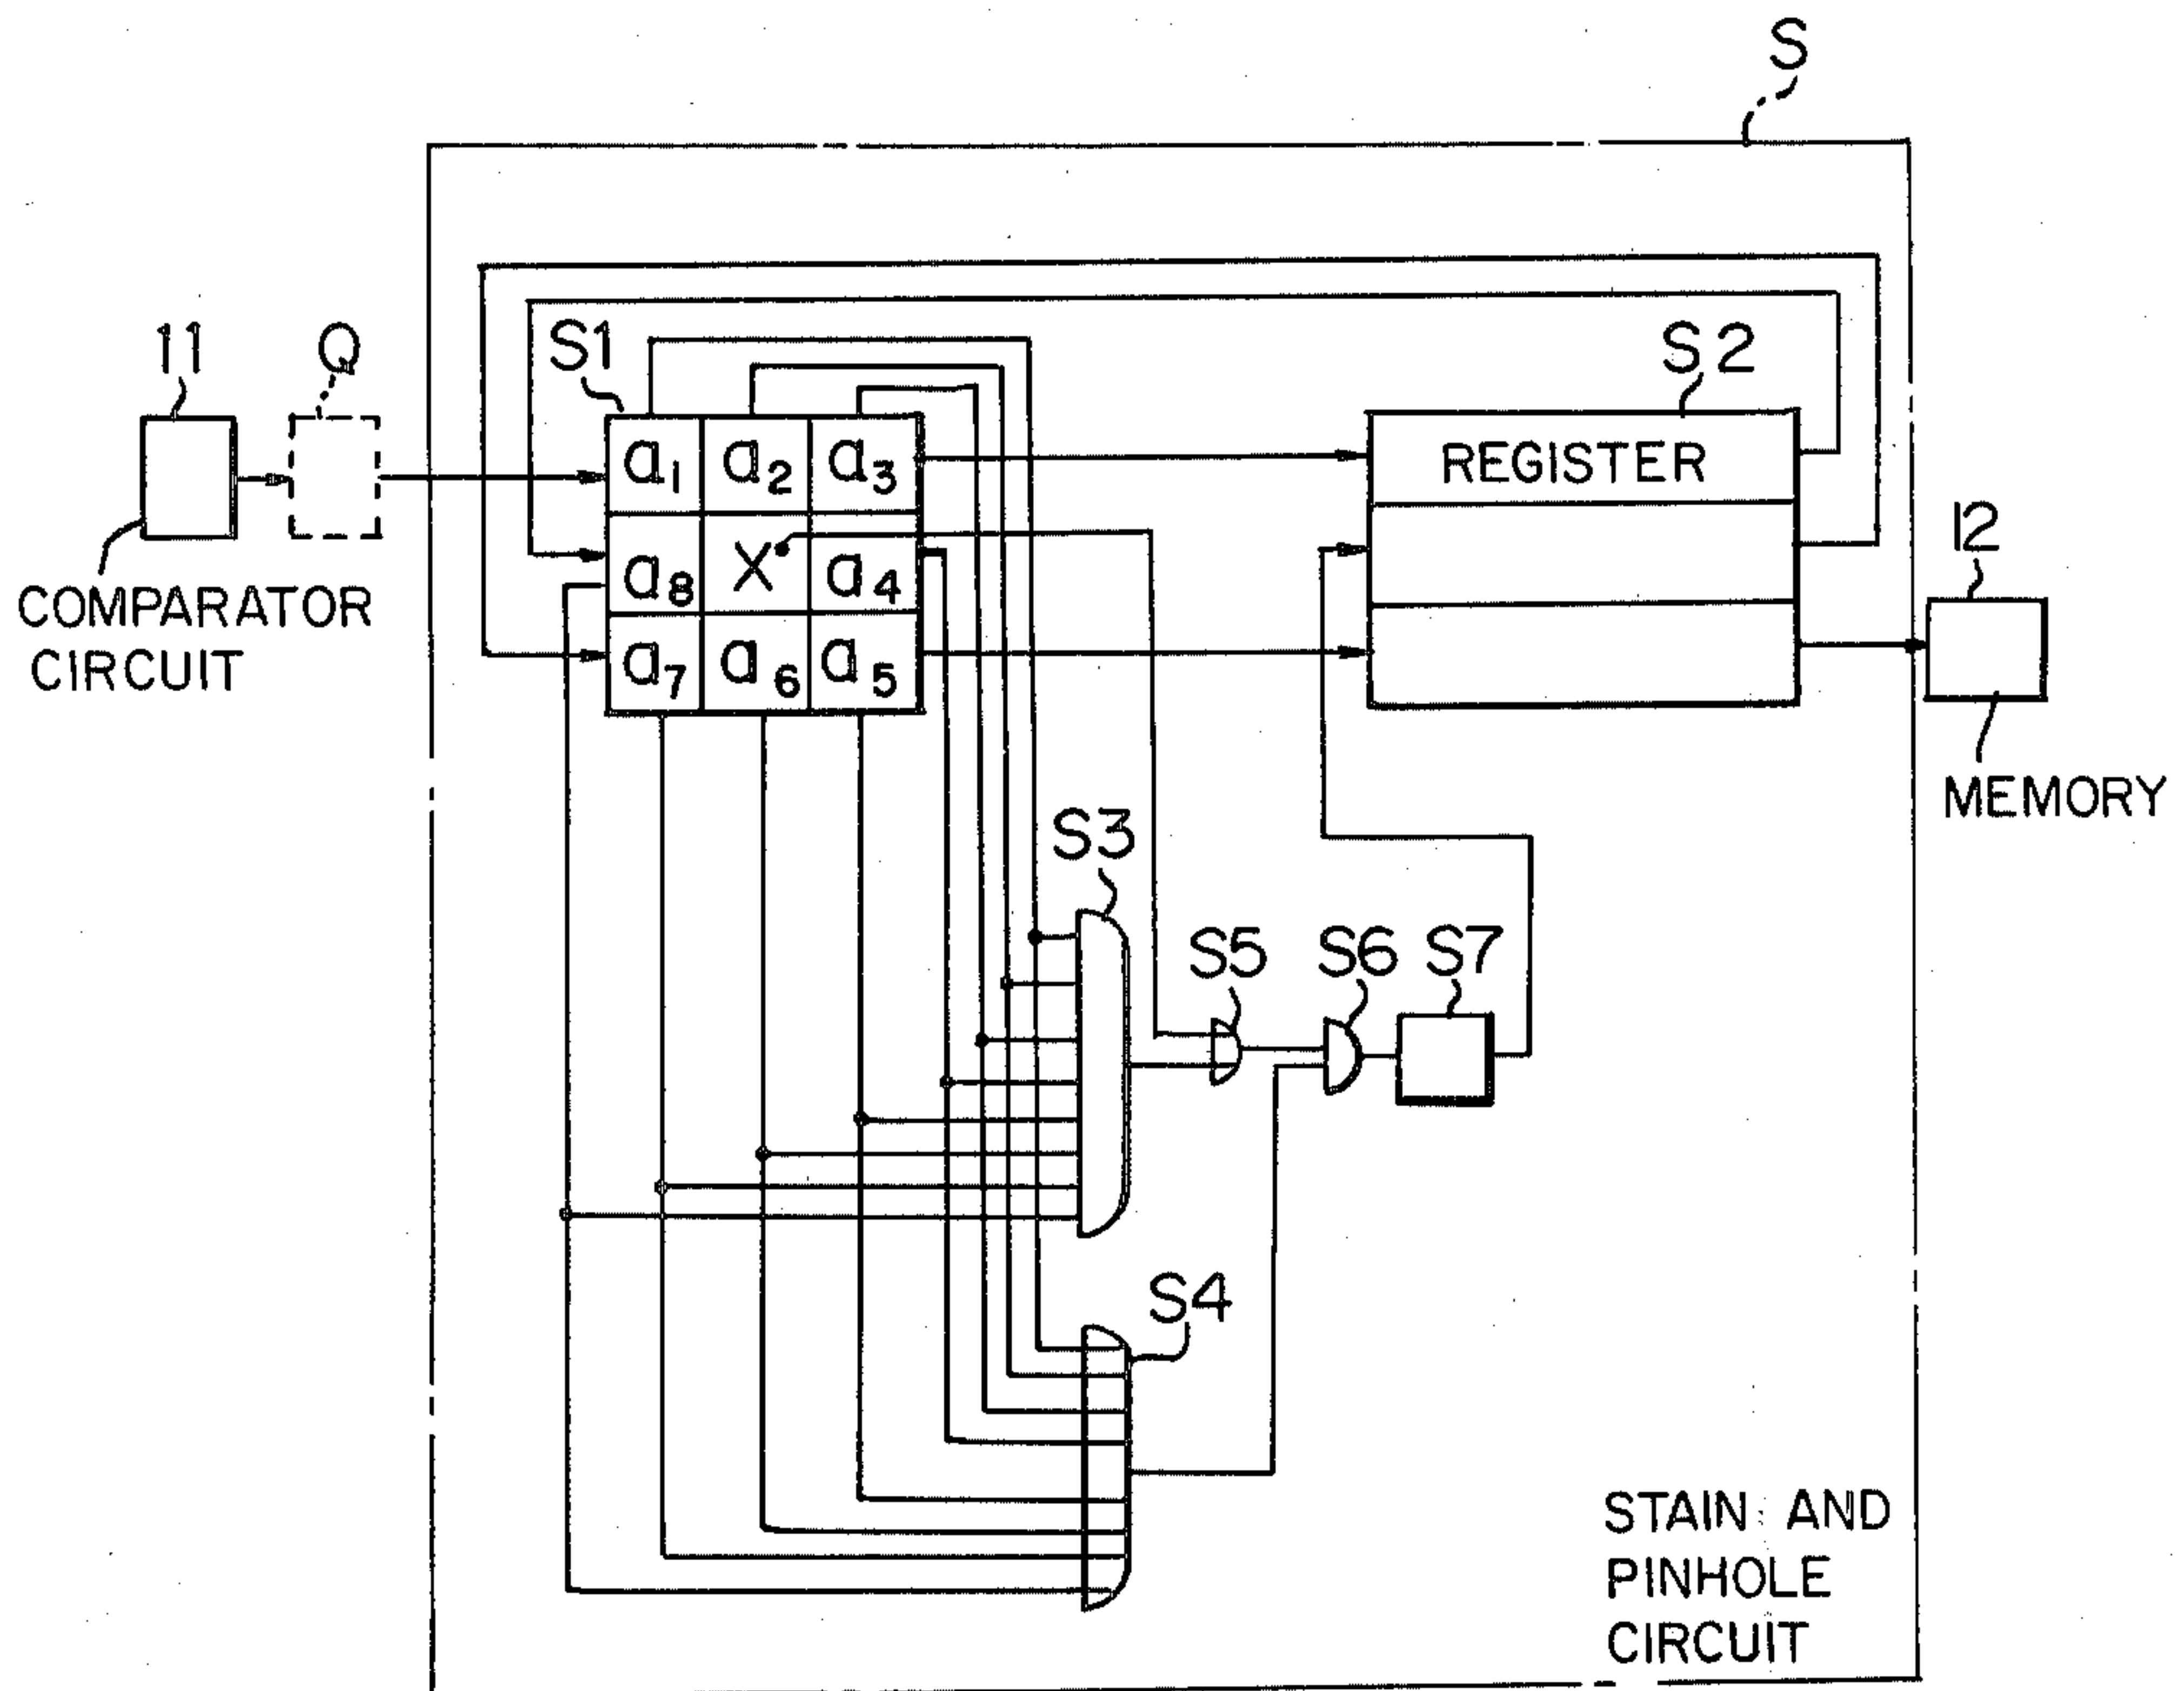 S
11
Q
S1
S2
a1 a2 a3
REGISTER
12
a8 X a4
COMPARATOR
CIRCUIT
a7 a6 a5
MEMORY
S3
S5
S6
S7
S4
STAIN AND
PINHOLE
CIRCUIT